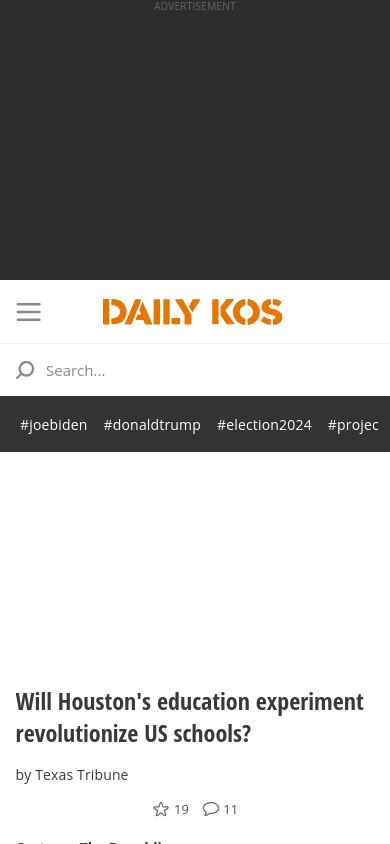 ADVERTISEMENT
DAILY KOS
Search...
#joebiden #donaldtrump #election2024 #projec
Will Houston's education experiment
revolutionize US schools?
by Texas Tribune
19 11